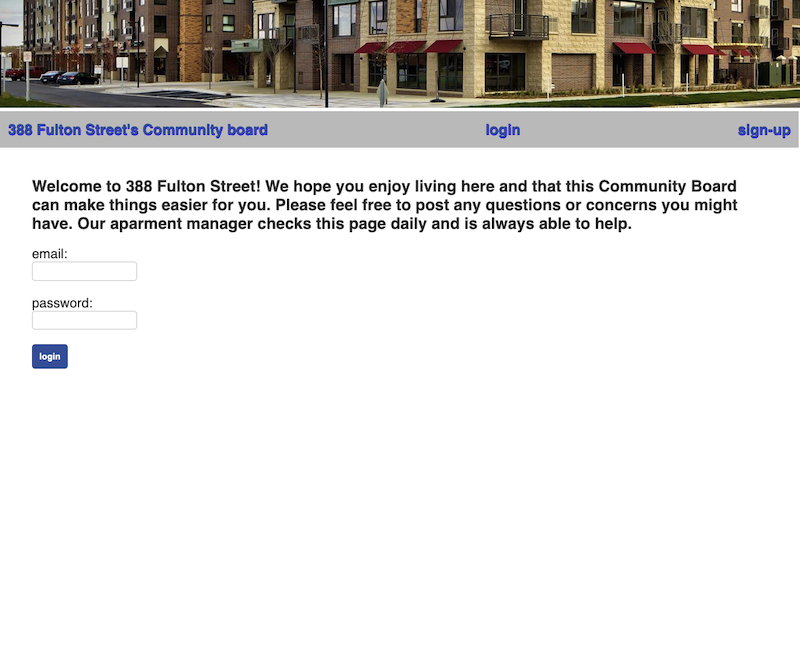 388 Fulton Street's Community board login sign-up
Welcome to 388 Fulton Street! We hope you enjoy living here and that this Community Board
can make things easier for you. Please feel free to post any questions or concerns you might
have. Our aparment manager checks this page daily and is always able to help.
email:
password:
login